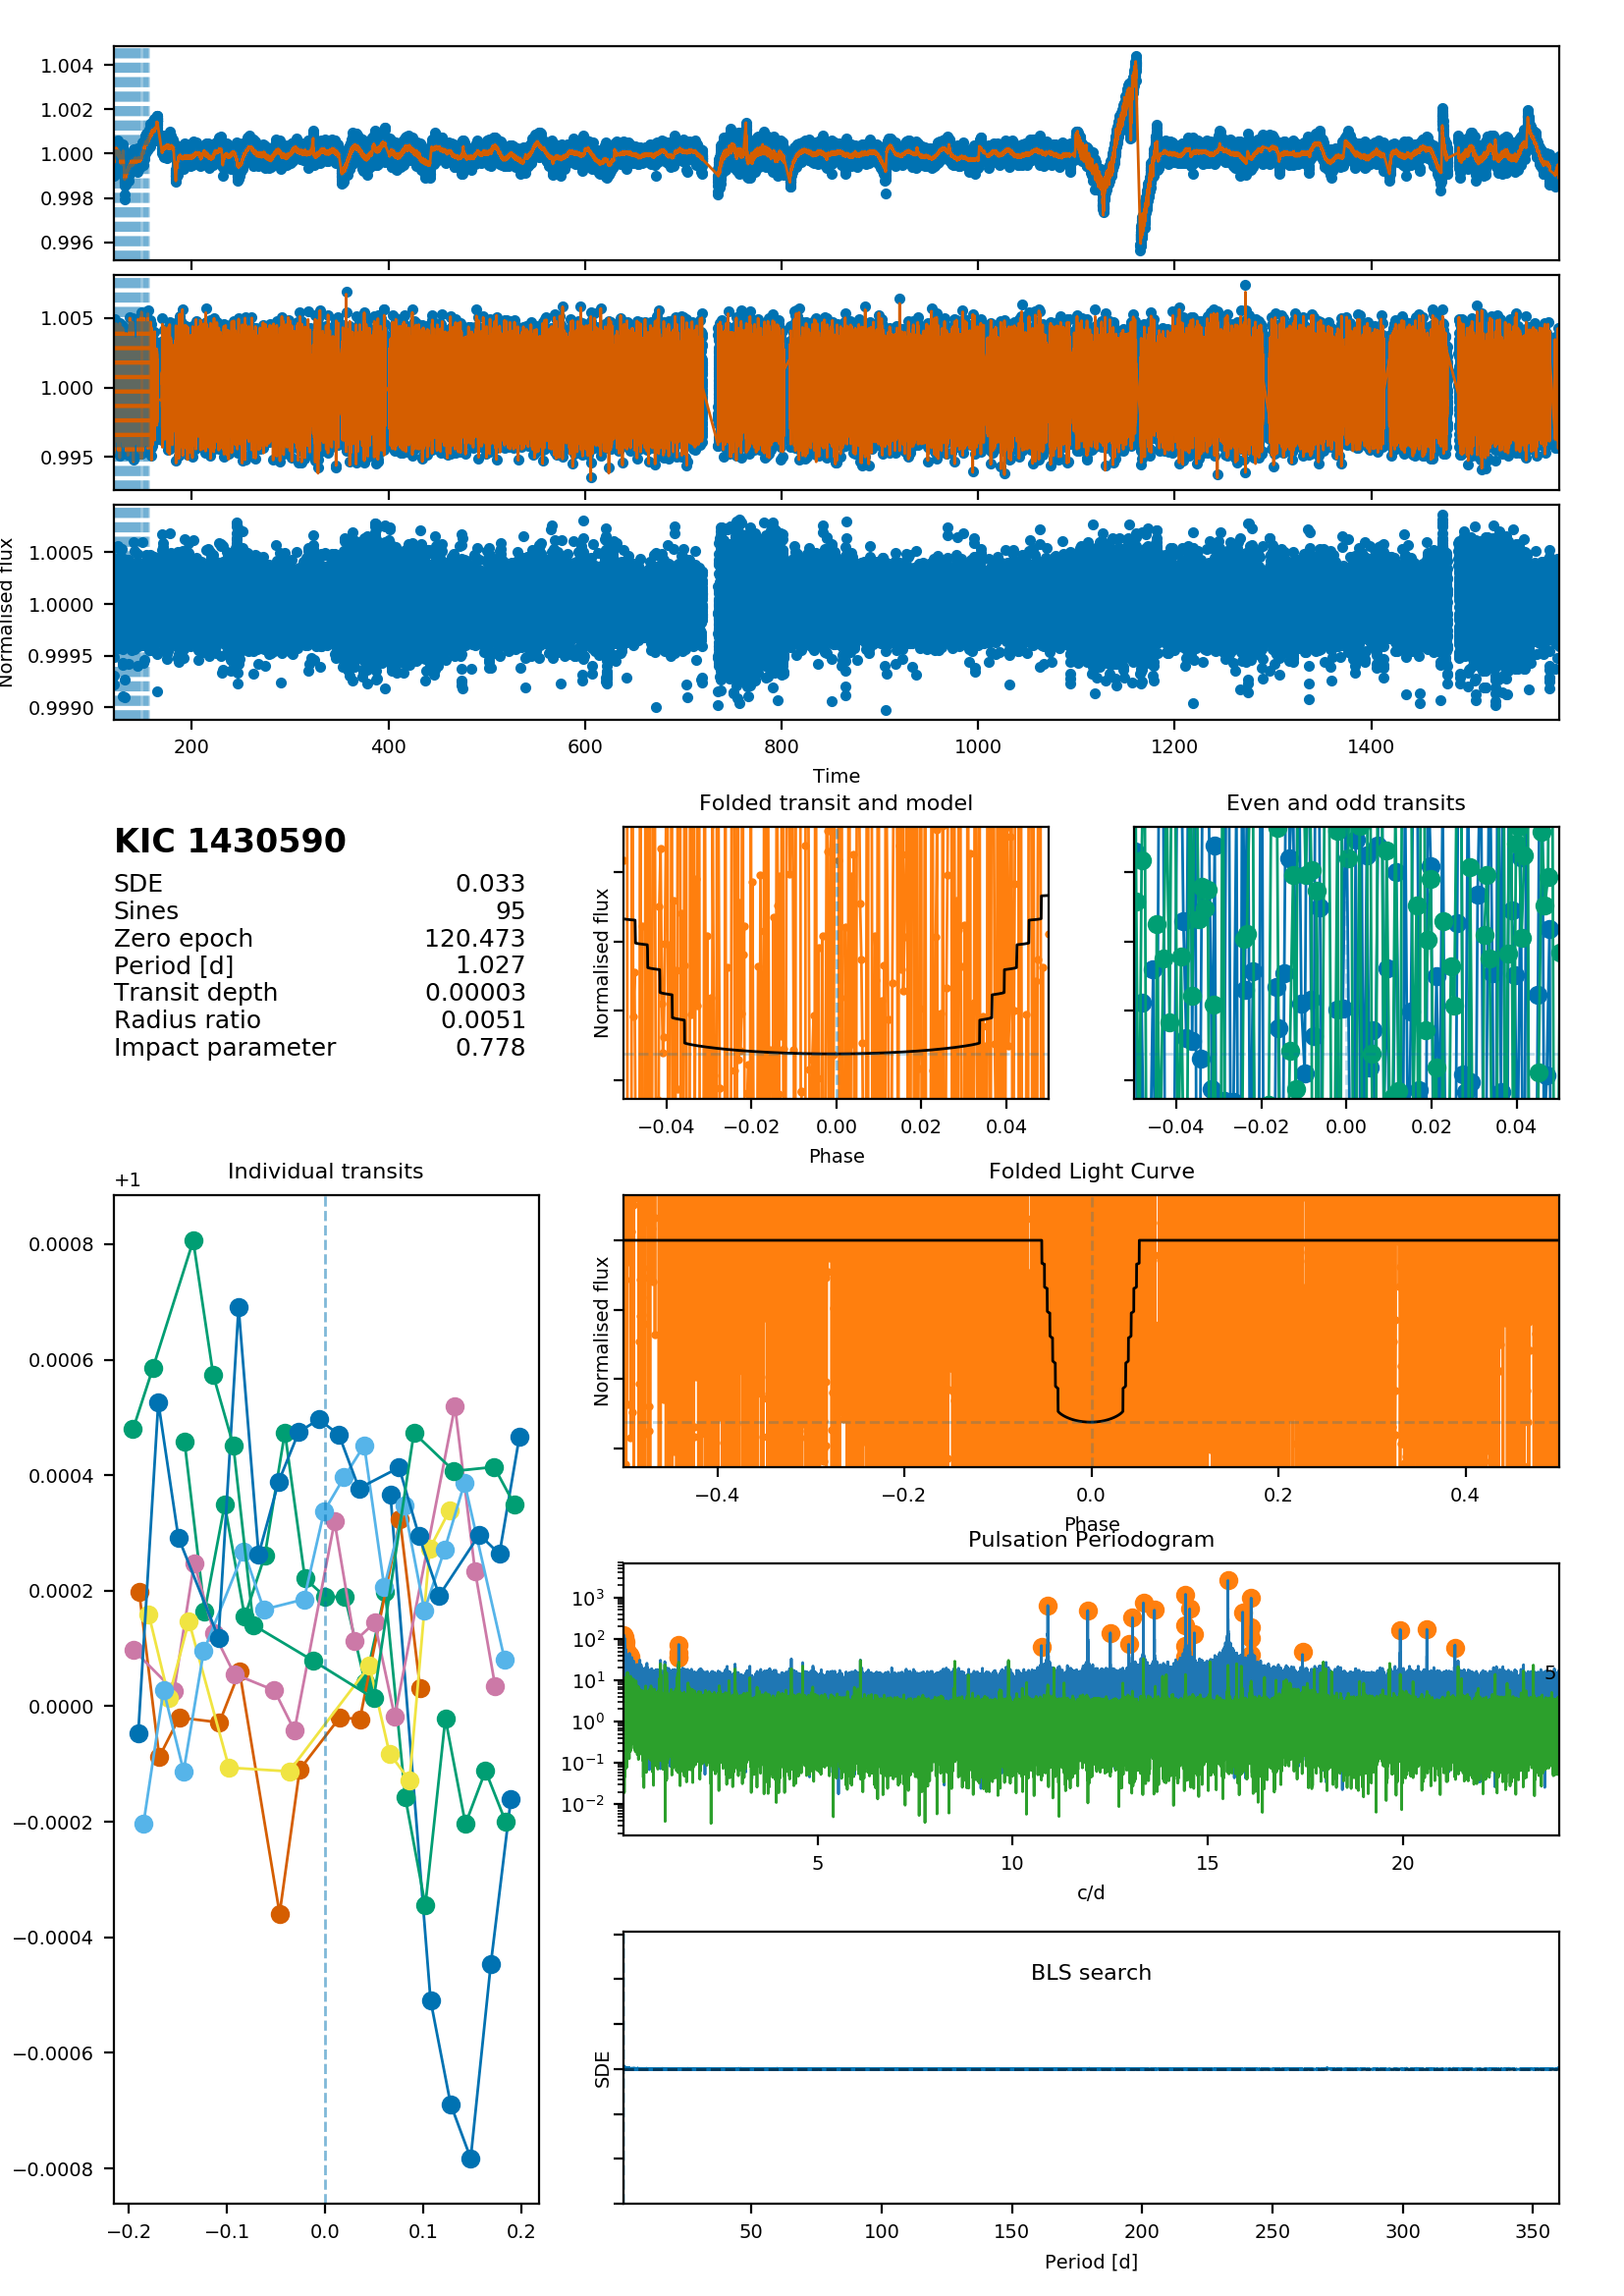 1.004
1.002
1.000
0.998
0.996
1.005
1.000
0.995
Normalised flux
1.0005
1.0000
0.9995
0.9990
200 400 600 800 1000 1200 1400
Time
KIC 1430590
SDE 0.033
Sines 95
Zero epoch 120.473
Period [d] 1.027
Transit depth 0.00003
Radius ratio 0.0051
Impact parameter 0.778
Folded transit and model
Normalised flux
−0.04 −0.02 0.00 0.02 0.04
Phase
Even and odd transits
−0.04 −0.02 0.00 0.02 0.04
Individual transits
+1
0.0008
0.0006
0.0004
0.0002
0.0000
−0.0002
−0.0004
−0.0006
−0.0008
−0.2 −0.1 0.0 0.1 0.2
Folded Light Curve
Normalised flux
−0.4 −0.2 0.0 0.2 0.4
Phase
Pulsation Periodogram
10³
10²
10¹
10⁰
10⁻¹
10⁻²
5
5 10 15 20
c/d
BLS search
SDE
50 100 150 200 250 300 350
Period [d]